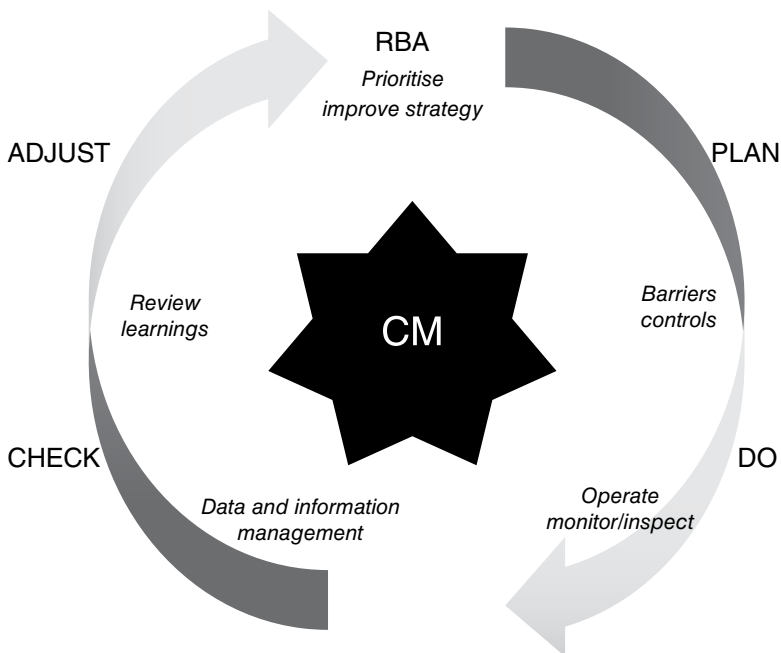 RBA
Prioritise
improve strategy
ADJUST
PLAN
Review
learnings
CM
Barriers
controls
CHECK
DO
Data and information
management
Operate
monitor/inspect